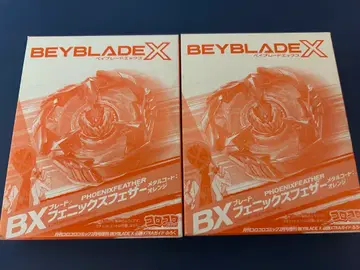 BEYBLADE X
ベイブレードエックス
BX
ブレード
PHOENIXFEATHER
フェニックスフェザー
メタルコート:
オレンジ
コロコロ
BEYBLADE X
ベイブレードエックス
BX
ブレード
PHOENIXFEATHER
フェニックスフェザー
メタルコート:
オレンジ
コロコロ